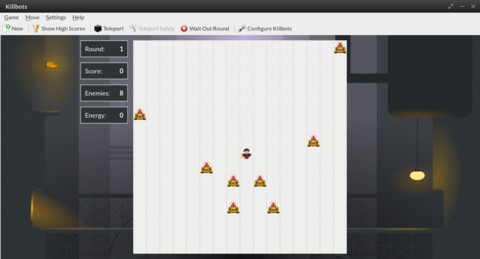 Killbots
Game Move Settings Help
New Show High Scores Teleport Teleport Safely Wait Out Round Configure Killbots
Round: 1
Score: 0
Enemies: 8
Energy: 0